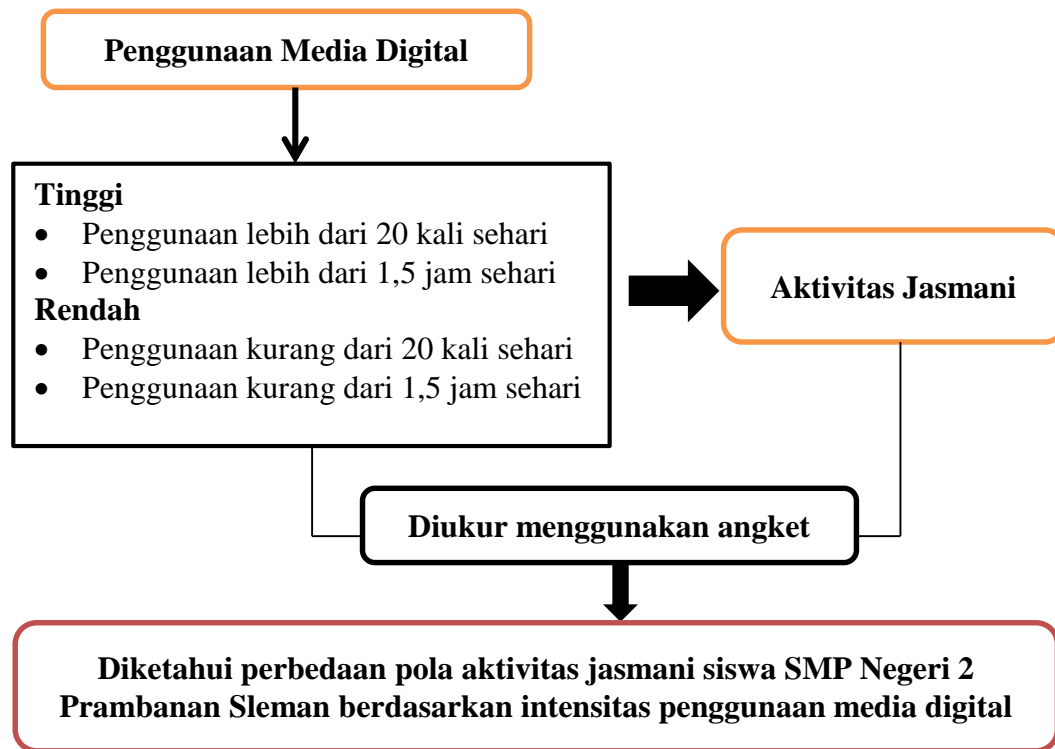 Penggunaan Media Digital
Tinggi
• Penggunaan lebih dari 20 kali sehari
• Penggunaan lebih dari 1,5 jam sehari
Rendah
• Penggunaan kurang dari 20 kali sehari
• Penggunaan kurang dari 1,5 jam sehari
Aktivitas Jasmani
Diukur menggunakan angket
Diketahui perbedaan pola aktivitas jasmani siswa SMP Negeri 2
Prambanan Sleman berdasarkan intensitas penggunaan media digital